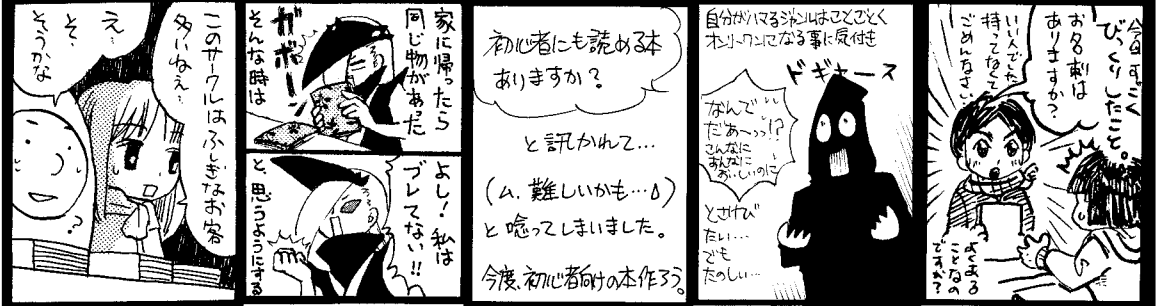 今日すごく
びっくりしたこと。
お名刺は
ありますか？
いい人でした
持ってなくて
ごめんなさい
よくある
ことなの
ですか？
自分がハマるジャンルはことごとく
オンリーワンになる事に気付き
ドギャース
なんで
だぁ〜っっ!?
こんなに
あんなに
おいしいのに
とさけび
たい…
でも
たのしい…
初心者にも読める本
ありますか？
と訊かれて…
(ム、難しいかも…Δ)
と唸ってしまいました。
今度、初心者向けの本作ろう。
家に帰ったら
同じ物があった
ガボーン
そんな時は
よし！私は
ブレてない!!
と、思うようにする
このサークルはふしぎなお客
多いねぇ…
え…
そ、
そうかな
？